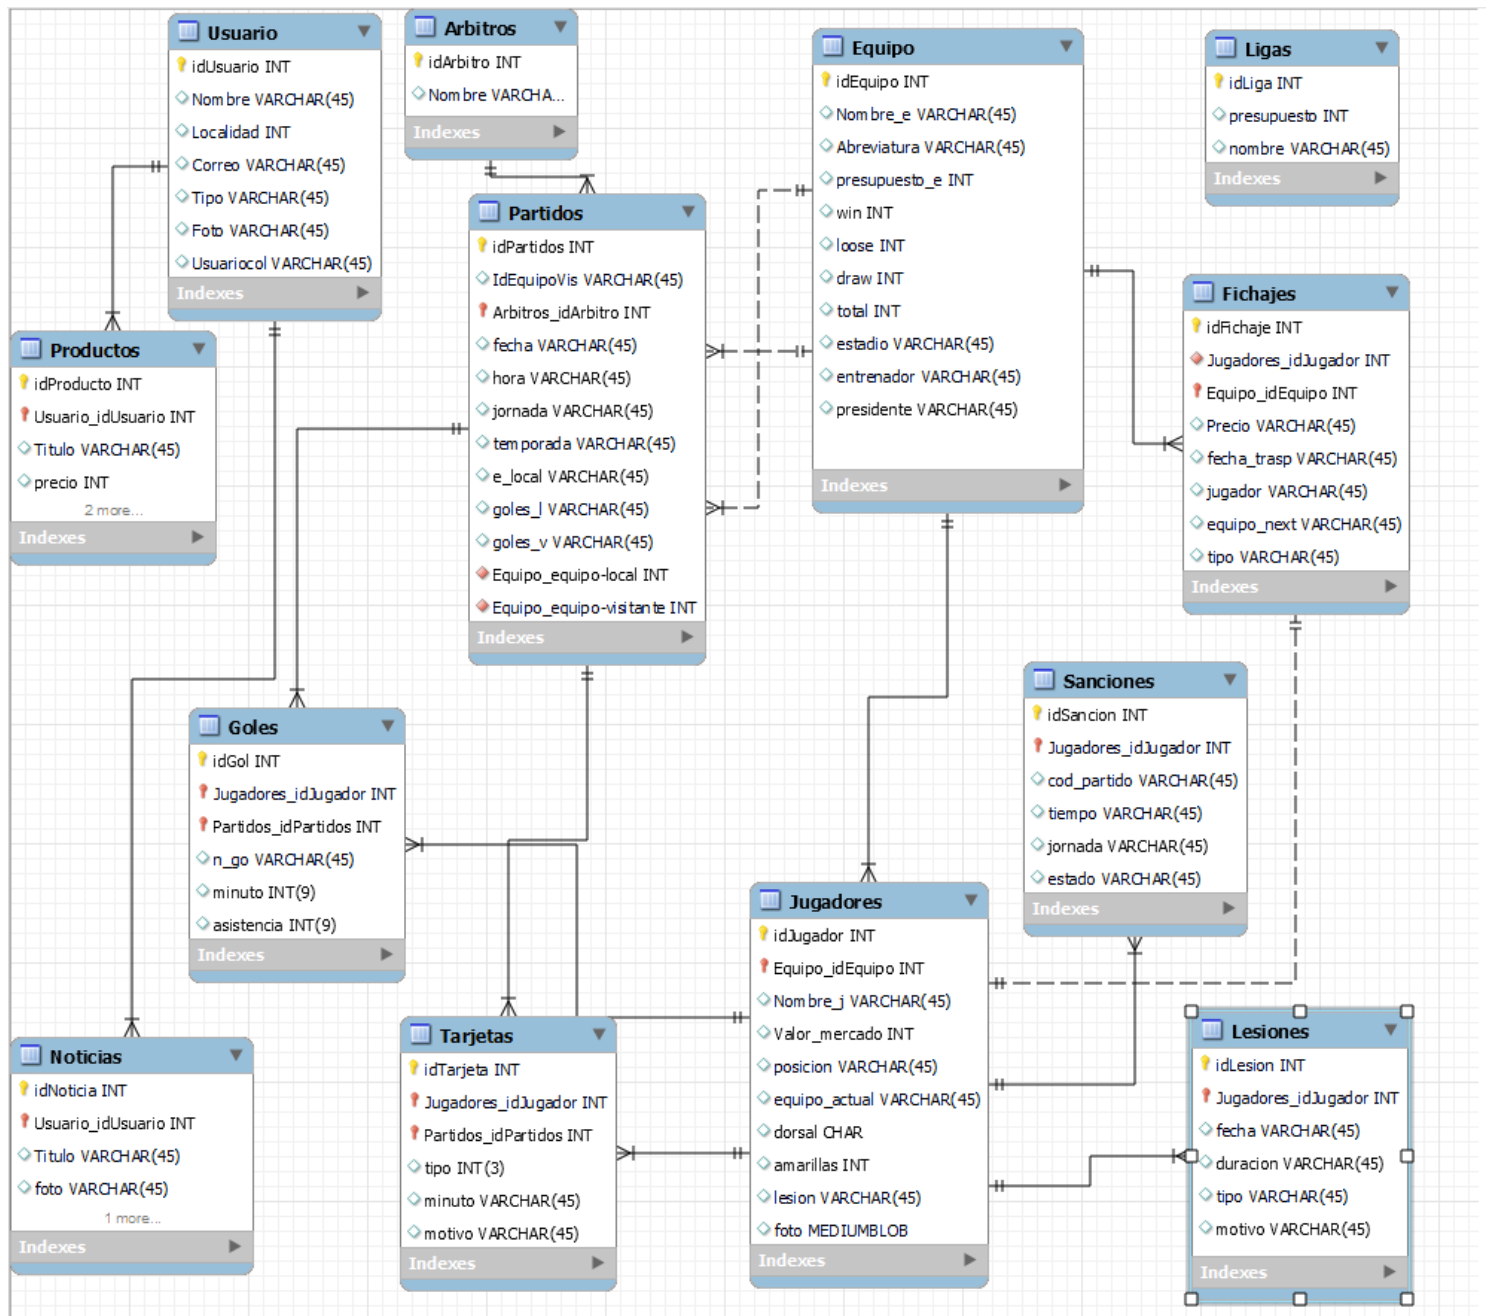 Usuario
idUsuario INT
Nombre VARCHAR(45)
Localidad INT
Correo VARCHAR(45)
Tipo VARCHAR(45)
Foto VARCHAR(45)
Usuariocol VARCHAR(45)
Indexes
Arbitros
idArbitro INT
Nombre VARCHA...
Indexes
Equipo
idEquipo INT
Nombre_e VARCHAR(45)
Abreviatura VARCHAR(45)
presupuesto_e INT
win INT
loose INT
draw INT
total INT
estadio VARCHAR(45)
entrenador VARCHAR(45)
presidente VARCHAR(45)
Indexes
Ligas
idLiga INT
presupuesto INT
nombre VARCHAR(45)
Indexes
Partidos
idPartidos INT
IdEquipoVis VARCHAR(45)
Arbitros_idArbitro INT
fecha VARCHAR(45)
hora VARCHAR(45)
jornada VARCHAR(45)
temporada VARCHAR(45)
e_local VARCHAR(45)
goles_l VARCHAR(45)
goles_v VARCHAR(45)
Equipo_equipo-local INT
Equipo_equipo-visitante INT
Indexes
Fichajes
idFichaje INT
Jugadores_idJugador INT
Equipo_idEquipo INT
Precio VARCHAR(45)
fecha_trasp VARCHAR(45)
jugador VARCHAR(45)
equipo_next VARCHAR(45)
tipo VARCHAR(45)
Indexes
Productos
idProducto INT
Usuario_idUsuario INT
Titulo VARCHAR(45)
precio INT
2 more...
Indexes
Goles
idGol INT
Jugadores_idJugador INT
Partidos_idPartidos INT
n_go VARCHAR(45)
minuto INT(9)
asistencia INT(9)
Indexes
Sanciones
idSancion INT
Jugadores_idJugador INT
cod_partido VARCHAR(45)
tiempo VARCHAR(45)
jornada VARCHAR(45)
estado VARCHAR(45)
Indexes
Jugadores
idJugador INT
Equipo_idEquipo INT
Nombre_j VARCHAR(45)
Valor_mercado INT
posicion VARCHAR(45)
equipo_actual VARCHAR(45)
dorsal CHAR
amarillas INT
lesion VARCHAR(45)
foto MEDIUMBLOB
Indexes
Noticias
idNoticia INT
Usuario_idUsuario INT
Titulo VARCHAR(45)
foto VARCHAR(45)
1 more...
Indexes
Tarjetas
idTarjeta INT
Jugadores_idJugador INT
Partidos_idPartidos INT
tipo INT(3)
minuto VARCHAR(45)
motivo VARCHAR(45)
Indexes
Lesiones
idLesion INT
Jugadores_idJugador INT
fecha VARCHAR(45)
duracion VARCHAR(45)
tipo VARCHAR(45)
motivo VARCHAR(45)
Indexes